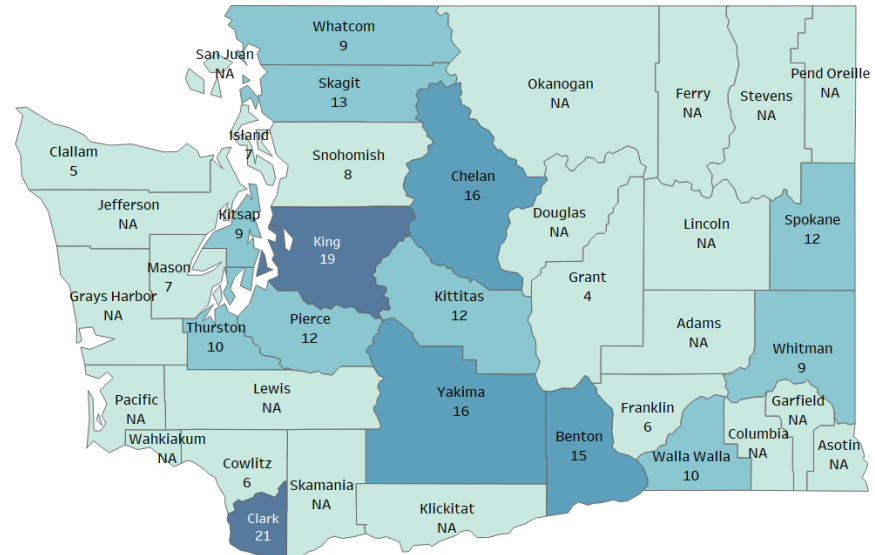 Whatcom
9
San Juan
NA
Skagit
13
Okanogan
NA
Ferry
NA
Stevens
NA
Pend Oreille
NA
Island
7
Clallam
5
Snohomish
8
Chelan
16
Jefferson
NA
Kitsap
9
Douglas
NA
Lincoln
NA
Spokane
12
King
19
Mason
7
Grays Harbor
NA
Kittitas
12
Grant
4
Thurston
10
Pierce
12
Adams
NA
Whitman
9
Pacific
NA
Lewis
NA
Yakima
16
Franklin
6
Garfield
NA
Benton
15
Columbia
NA
Wahkiakum
NA
Asotin
NA
Walla Walla
10
Cowlitz
6
Skamania
NA
Klickitat
NA
Clark
21